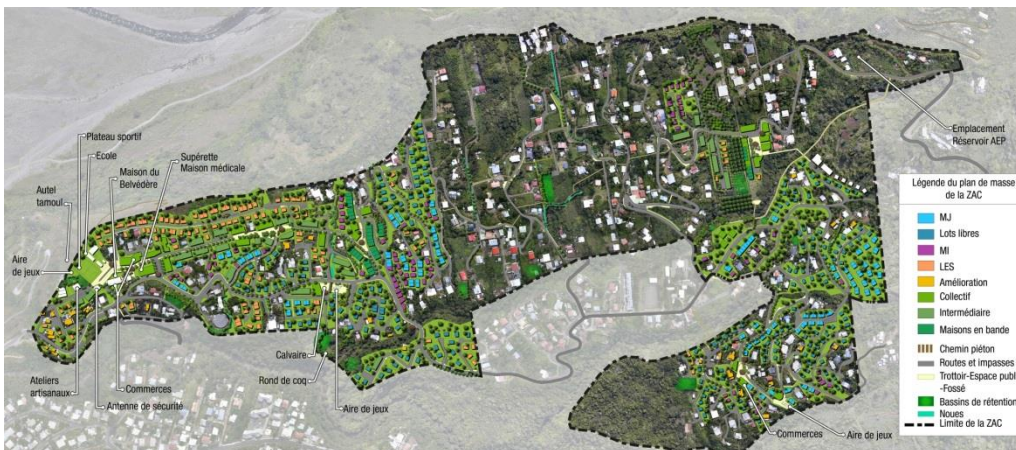 Plateau sportif
Ecole
Supérette
Maison médicale
Maison du
Belvédère
Autel
tamoul
Aire
de jeux
Ateliers
artisanaux
Antenne de sécurité
Commerces
Calvaire
Rond de coq
Aire de jeux
Commerces
Aire de jeux
Emplacement
Réservoir AEP
Légende du plan de masse
de la ZAC
MJ
Lots libres
MI
LES
Amélioration
Collectif
Intermédiaire
Maisons en bande
Chemin piéton
Routes et impasses
Trottoir-Espace publ
-Fossé
Bassins de rétention
Noues
Limite de la ZAC